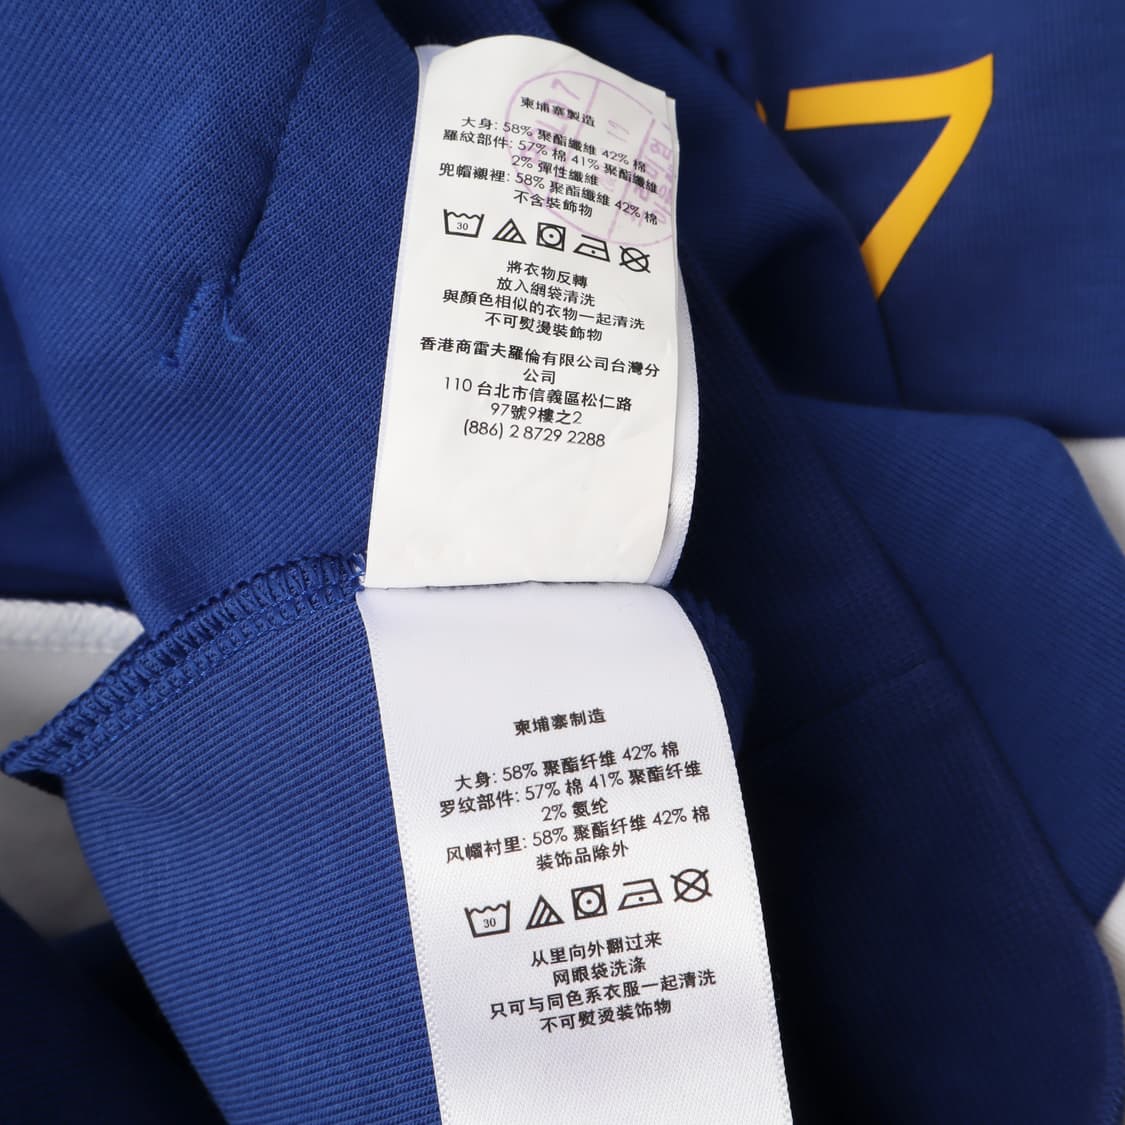 柬埔寨製造
大身: 58% 聚酯纖維 42% 棉
羅紋部件: 57% 棉 41% 聚酯纖維
2% 彈性纖維
兜帽襯裡: 58% 聚酯纖維 42% 棉
不含裝飾物
30
將衣物反轉
放入網袋清洗
與顏色相似的衣物一起清洗
不可熨燙裝飾物
香港商雷夫羅倫有限公司台灣分
公司
110 台北市信義區松仁路
97號9樓之2
(886) 2 8729 2288
7
柬埔寨制造
大身: 58% 聚酯纤维 42% 棉
罗纹部件: 57% 棉 41% 聚酯纤维
2% 氨纶
风帽衬里: 58% 聚酯纤维 42% 棉
装饰品除外
30
从里向外翻过来
网眼袋洗涤
只可与同色系衣服一起清洗
不可熨烫装饰物